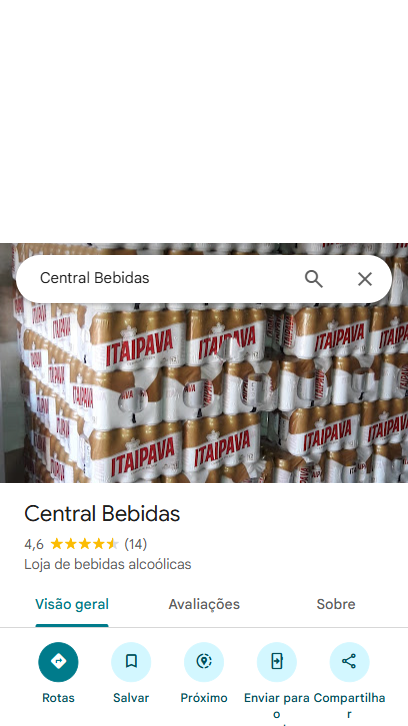 Central Bebidas
ITAIPAVA
ITAIPAVA
ITAIPAVA
ITAIPAVA
ITAIPAVA
ITAIPAVA
Central Bebidas
4,6 (14)
Loja de bebidas alcoólicas
Visão geral Avaliações Sobre
Rotas Salvar Próximo Enviar para o Compartilhar